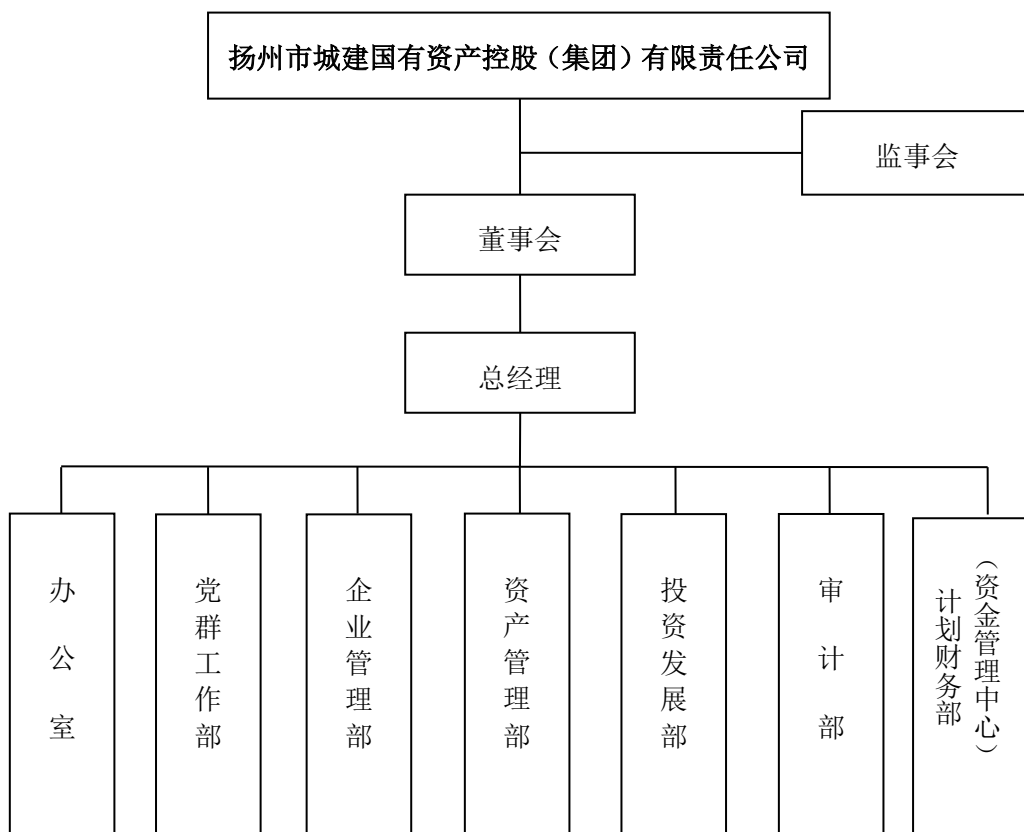 扬州市城建国有资产控股（集团）有限责任公司
监事会
董事会
总经理
办公室
党群工作部
企业管理部
资产管理部
投资发展部
审计部
计划财务部
（资金管理中心）